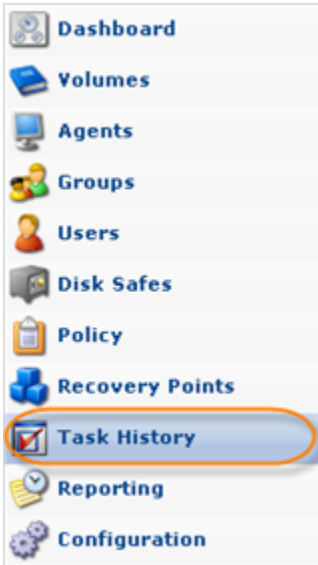 Dashboard
Volumes
Agents
Groups
Users
Disk Safes
Policy
Recovery Points
Task History
Reporting
Configuration